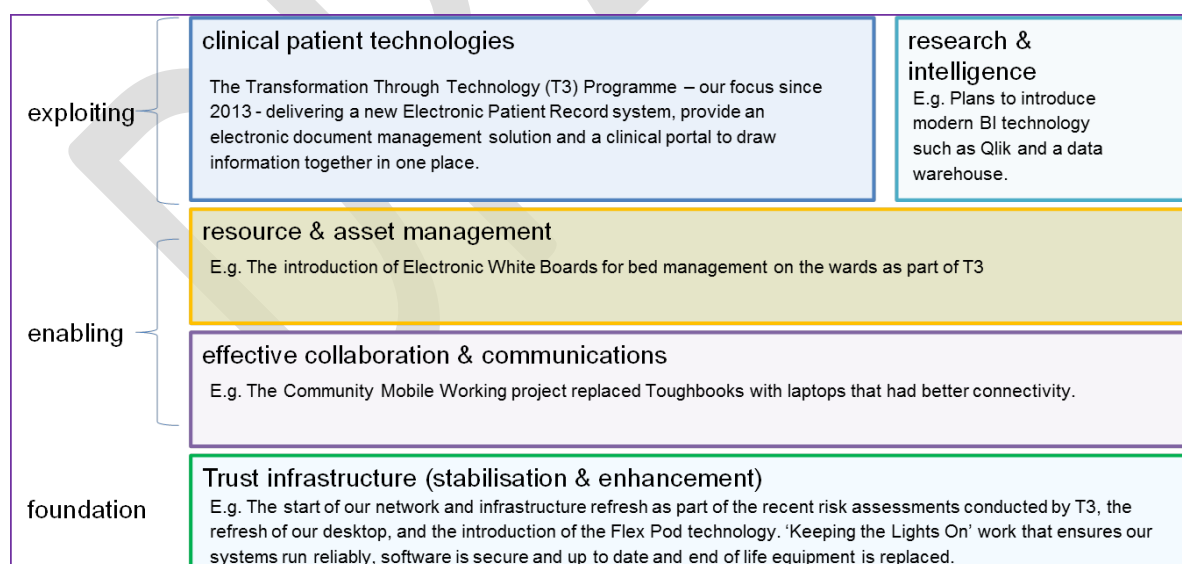 exploiting
clinical patient technologies
The Transformation Through Technology (T3) Programme – our focus since
2013 - delivering a new Electronic Patient Record system, provide an
electronic document management solution and a clinical portal to draw
information together in one place.
research &
intelligence
E.g. Plans to introduce
modern BI technology
such as Qlik and a data
warehouse.
enabling
resource & asset management
E.g. The introduction of Electronic White Boards for bed management on the wards as part of T3
effective collaboration & communications
E.g. The Community Mobile Working project replaced Toughbooks with laptops that had better connectivity.
foundation
Trust infrastructure (stabilisation & enhancement)
E.g. The start of our network and infrastructure refresh as part of the recent risk assessments conducted by T3, the
refresh of our desktop, and the introduction of the Flex Pod technology. ‘Keeping the Lights On’ work that ensures our
systems run reliably, software is secure and up to date and end of life equipment is replaced.